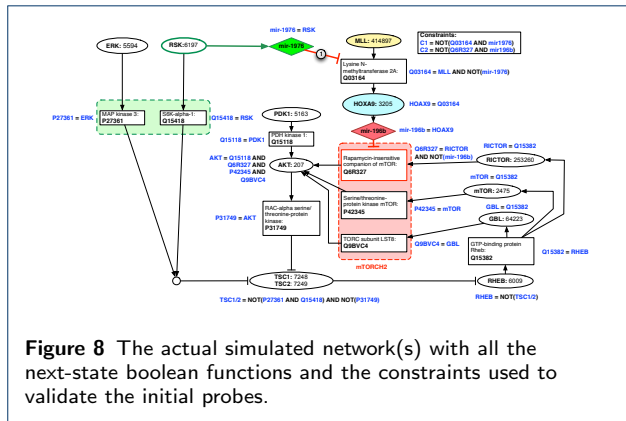 mir-1976 = RSK
Constraints:
C1 = NOT(Q03164 AND mir1976)
C2 = NOT(Q6R327 AND mir196b)
ERK: 5594
RSK:6197
mir-1976
1
MLL: 414897
Lysine N-
methyltransferase 2A:
Q03164
Q03164 = MLL AND NOT(mir-1976)
HOXA9: 3205
HOXA9 = Q03164
P27361 = ERK
MAP kinase 3:
P27361
S6K-alpha-1:
Q15418
Q15418 = RSK
PDK1: 5163
mir-196b
mir-196b = HOXA9
Q15118 = PDK1
PDH kinase 1:
Q15118
Q6R327 = RICTOR
AND NOT(mir-196b)
RICTOR = Q15382
AKT = Q15118 AND
Q6R327 AND
P42345 AND
Q9BVC4
AKT: 207
Rapamycin-insensitive
companion of mTOR:
Q6R327
RICTOR: 253260
mTOR = Q15382
Serine/threonine-
protein kinase mTOR:
P42345
P42345 = mTOR
mTOR: 2475
GBL = Q15382
P31749 = AKT
RAC-alpha serine/
threonine-protein
kinase:
P31749
GBL: 64223
TORC subunit LST8:
Q9BVC4
Q9BVC4 = GBL
GTP-binding protein
Rheb:
Q15382
Q15382 = RHEB
mTORCH2
TSC1: 7248
TSC2: 7249
RHEB: 6009
TSC1/2 = NOT(P27361 AND Q15418) AND NOT(P31749)
RHEB = NOT(TSC1/2)
Figure 8 The actual simulated network(s) with all the
next-state boolean functions and the constraints used to
validate the initial probes.